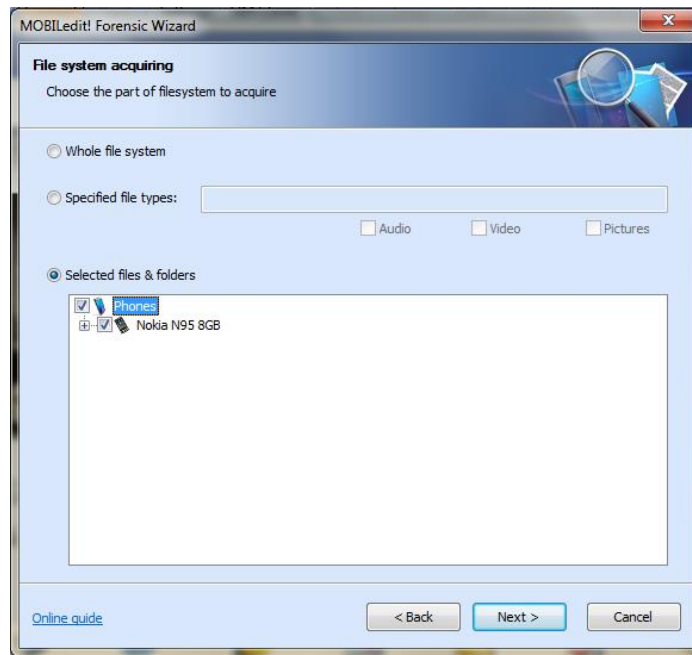 MOBILedit! Forensic Wizard
File system acquiring
Choose the part of filesystem to acquire
Whole file system
Specified file types:
Audio Video Pictures
Selected files & folders
Phones
Nokia N95 8GB
Online guide < Back Next > Cancel